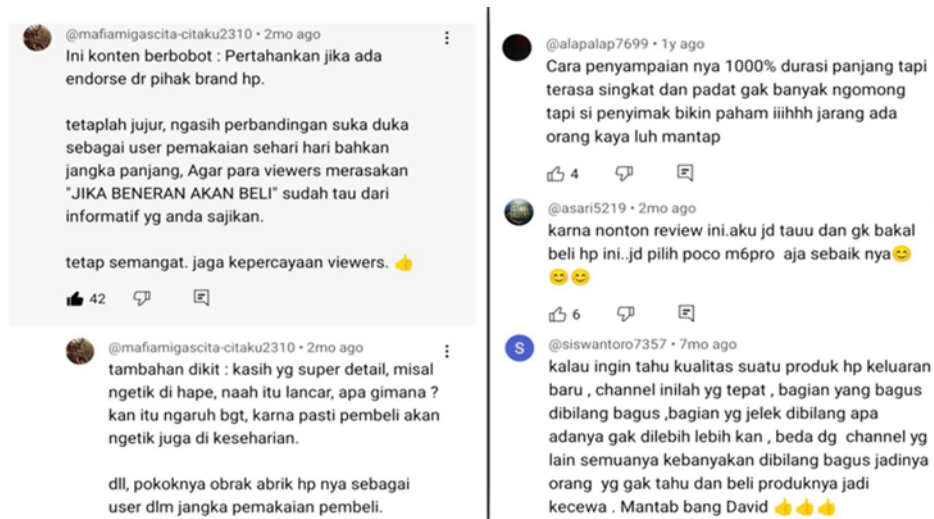 @mafiamigascita-citaku2310 • 2mo ago
Ini konten berbobot : Pertahankan jika ada
endorse dr pihak brand hp.
tetaplah jujur, ngasih perbandingan suka duka
sebagai user pemakaian sehari hari bahkan
jangka panjang, Agar para viewers merasakan
"JIKA BENERAN AKAN BELI" sudah tau dari
informatif yg anda sajikan.
tetap semangat. jaga kepercayaan viewers. 👍
42
@mafiamigascita-citaku2310 • 2mo ago
tambahan dikit : kasih yg super detail, misal
ngetik di hape, naah itu lancar, apa gimana ?
kan itu ngaruh bgt, karna pasti pembeli akan
ngetik juga di keseharian.
dll, pokoknya obrak abrik hp nya sebagai
user dlm jangka pemakaian pembeli.
@alapalap7699 • 1y ago
Cara penyampaian nya 1000% durasi panjang tapi
terasa singkat dan padat gak banyak ngomong
tapi si penyimak bikin paham iiihhh jarang ada
orang kaya luh mantap
4
@asari5219 • 2mo ago
karna nonton review ini.aku jd tauu dan gk bakal
beli hp ini..jd pilih poco m6pro aja sebaik nya😊
😊😊
6
S
@siswantoro7357 • 7mo ago
kalau ingin tahu kualitas suatu produk hp keluaran
baru , channel inilah yg tepat , bagian yang bagus
dibilang bagus ,bagian yg jelek dibilang apa
adanya gak dilebih lebih kan , beda dg channel yg
lain semuanya kebanyakan dibilang bagus jadinya
orang yg gak tahu dan beli produknya jadi
kecewa . Mantab bang David 👍👍👍